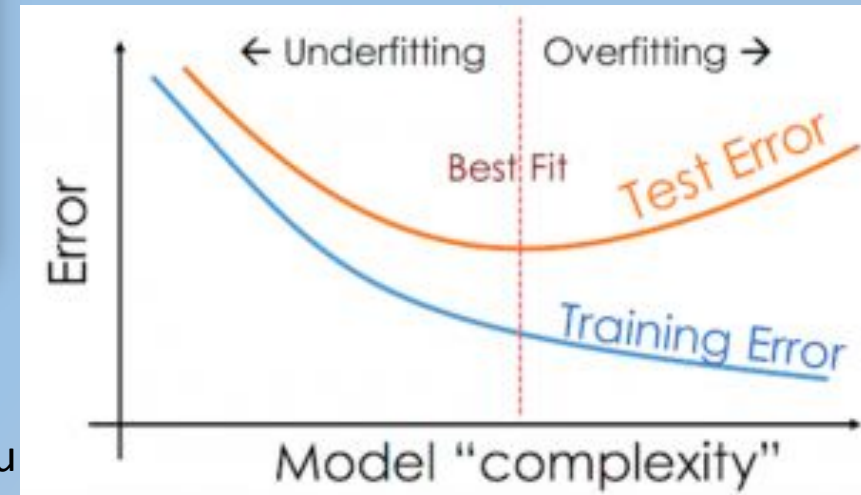 ← Underfitting
Overfitting →
Best Fit
Test Error
Error
Training Error
Model “complexity”